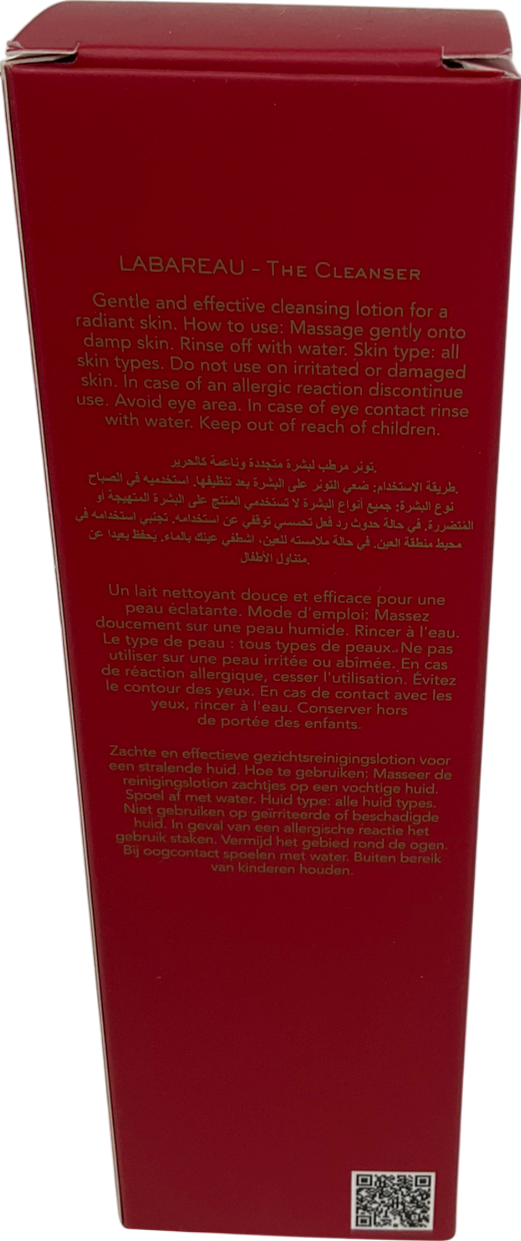 LABAREAU - THE CLEANSER
Gentle and effective cleansing lotion for a
radiant skin. How to use: Massage gently onto
damp skin. Rinse off with water. Skin type: all
skin types. Do not use on irritated or damaged
skin. In case of an allergic reaction discontinue
use. Avoid eye area. In case of eye contact rinse
with water. Keep out of reach of children.
تونر مرطب لبشرة متجددة وناعمة كالحرير.
طريقة الاستخدام: ضعي التونر على البشرة بعد تنظيفها. استخدميه في الصباح.
نوع البشرة: جميع أنواع البشرة لا تستخدمي المنتج على البشرة المتهيجة أو
المتضررة. في حالة حدوث رد فعل تحسسي توقفي عن استخدامه. تجنبي استخدامه في
محيط منطقة العين. في حالة ملامسته للعين، اشطفي عينك بالماء. يحفظ بعيدا عن
متناول الأطفال.
Un lait nettoyant douce et efficace pour une
peau éclatante. Mode d'emploi: Massez
doucement sur une peau humide. Rincer à l'eau.
Le type de peau : tous types de peaux. Ne pas
utiliser sur une peau irritée ou abîmée. En cas
de réaction allergique, cesser l'utilisation. Évitez
le contour des yeux. En cas de contact avec les
yeux, rincer à l'eau. Conserver hors
de portée des enfants.
Zachte en effectieve gezichtsreinigingslotion voor
een stralende huid. Hoe te gebruiken: Masseer de
reinigingslotion zachtjes op een vochtige huid.
Spoel af met water. Huid type: alle huid types.
Niet gebruiken op geïrriteerde of beschadigde
huid. In geval van een allergische reactie het
gebruik staken. Vermijd het gebied rond de ogen.
Bij oogcontact spoelen met water. Buiten bereik
van kinderen houden.